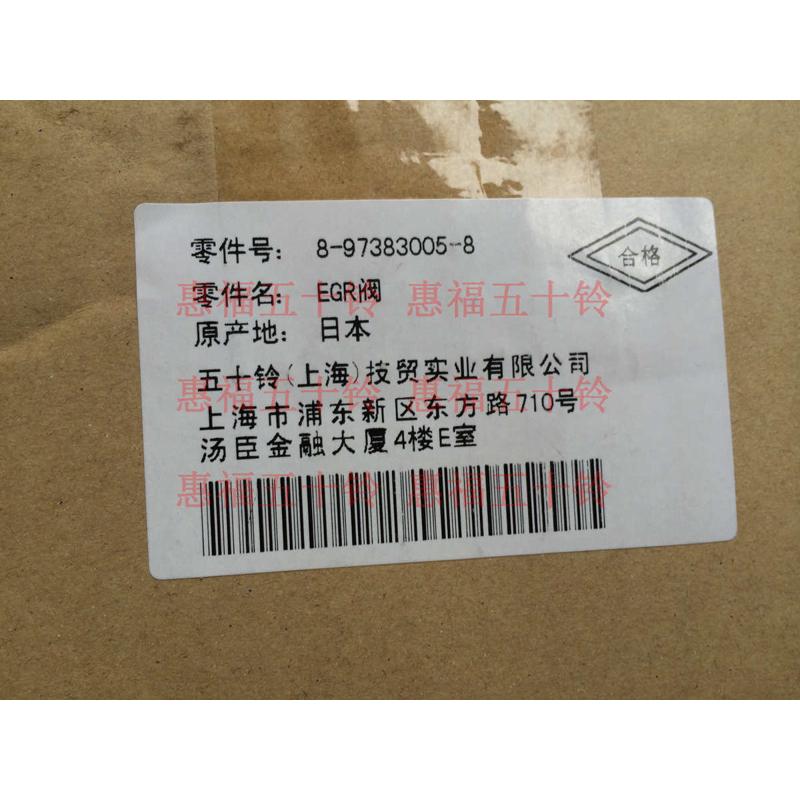 零件号: 8-97383005-8
合格
零件名: EGR阀
惠福五十铃 惠福五十铃
原产地: 日本
五十铃(上海)技贸实业有限公司
惠福五十铃 惠福五十铃
上海市浦东新区东方路710号
汤臣金融大厦4楼E室
惠福五十铃 惠福五十铃